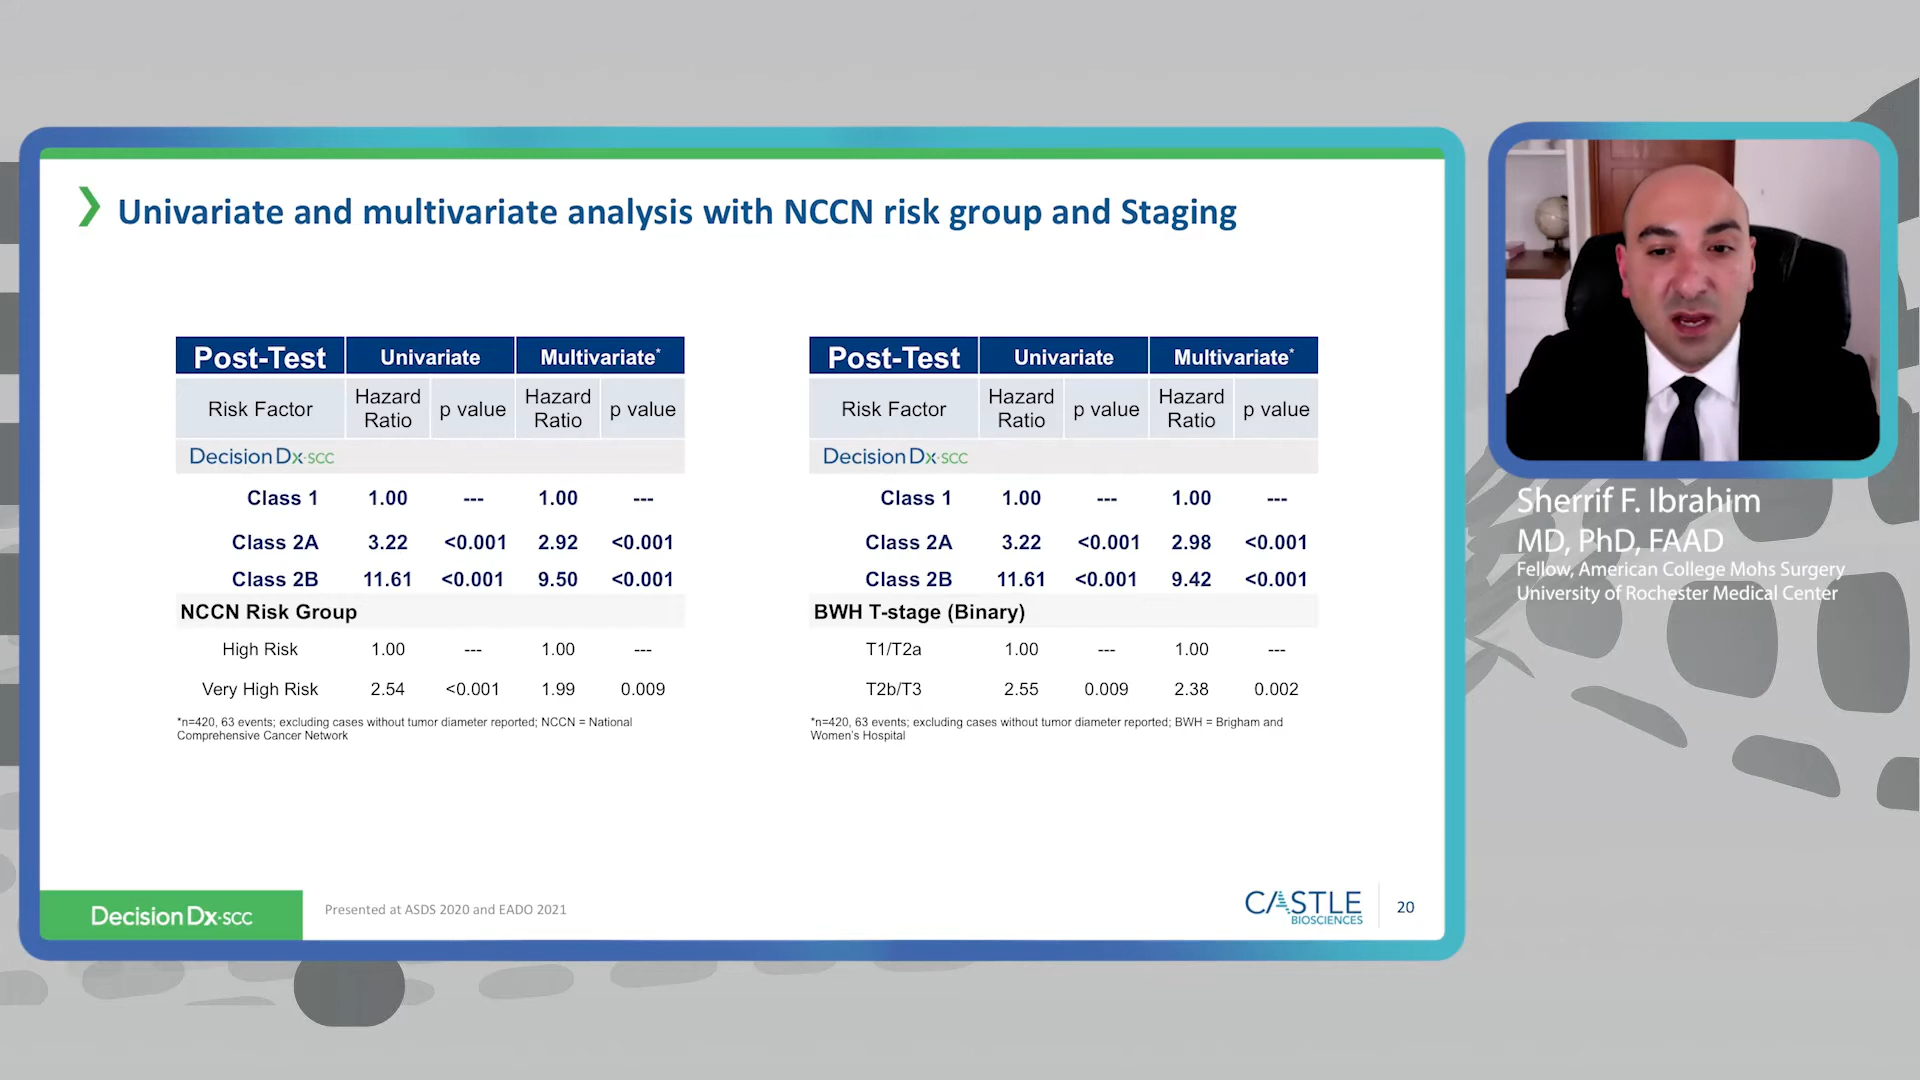 Univariate and multivariate analysis with NCCN risk group and Staging
Post-Test Univariate Multivariate*
Risk Factor Hazard Ratio p value Hazard Ratio p value
DecisionDx·SCC
Class 1 1.00 --- 1.00 ---
Class 2A 3.22 <0.001 2.92 <0.001
Class 2B 11.61 <0.001 9.50 <0.001
NCCN Risk Group
High Risk 1.00 --- 1.00 ---
Very High Risk 2.54 <0.001 1.99 0.009
*n=420, 63 events; excluding cases without tumor diameter reported; NCCN = National
Comprehensive Cancer Network
Post-Test Univariate Multivariate*
Risk Factor Hazard Ratio p value Hazard Ratio p value
DecisionDx·SCC
Class 1 1.00 --- 1.00 ---
Class 2A 3.22 <0.001 2.98 <0.001
Class 2B 11.61 <0.001 9.42 <0.001
BWH T-stage (Binary)
T1/T2a 1.00 --- 1.00 ---
T2b/T3 2.55 0.009 2.38 0.002
*n=420, 63 events; excluding cases without tumor diameter reported; BWH = Brigham and
Women's Hospital
DecisionDx·SCC
Presented at ASDS 2020 and EADO 2021
CASTLE
BIOSCIENCES
20
Sherrif F. Ibrahim
MD, PhD, FAAD
Fellow, American College Mohs Surgery
University of Rochester Medical Center